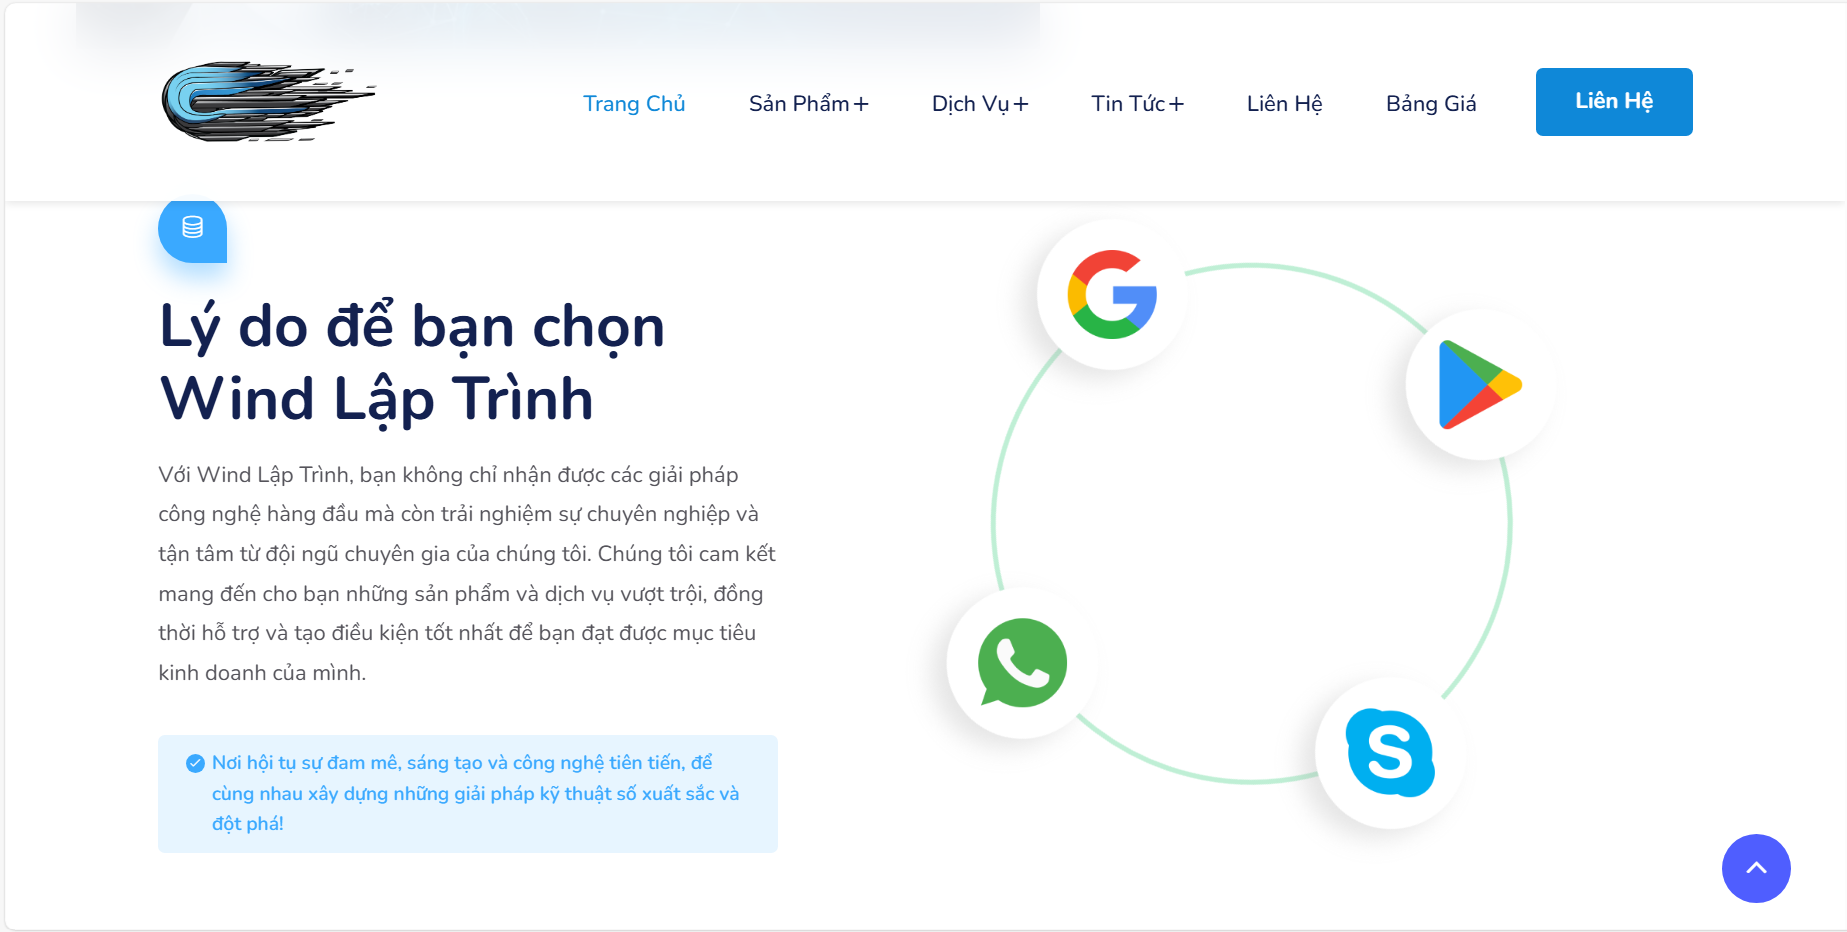 Trang Chủ
Sản Phẩm+
Dịch Vụ+
Tin Tức+
Liên Hệ
Bảng Giá
Liên Hệ
Lý do để bạn chọn
Wind Lập Trình
Với Wind Lập Trình, bạn không chỉ nhận được các giải pháp
công nghệ hàng đầu mà còn trải nghiệm sự chuyên nghiệp và
tận tâm từ đội ngũ chuyên gia của chúng tôi. Chúng tôi cam kết
mang đến cho bạn những sản phẩm và dịch vụ vượt trội, đồng
thời hỗ trợ và tạo điều kiện tốt nhất để bạn đạt được mục tiêu
kinh doanh của mình.
Nơi hội tụ sự đam mê, sáng tạo và công nghệ tiên tiến, để
cùng nhau xây dựng những giải pháp kỹ thuật số xuất sắc và
đột phá!